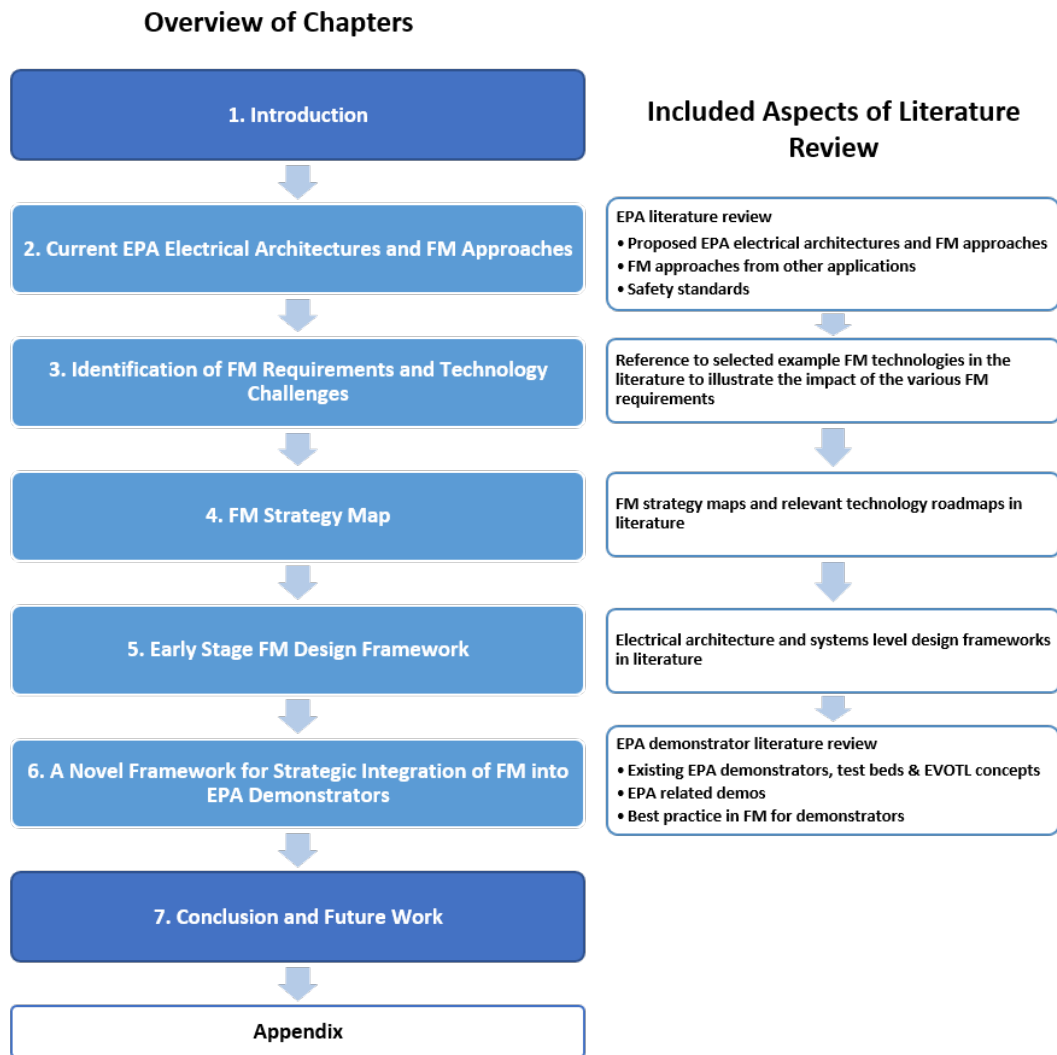 Overview of Chapters
1. Introduction
2. Current EPA Electrical Architectures and FM Approaches
3. Identification of FM Requirements and Technology
Challenges
4. FM Strategy Map
5. Early Stage FM Design Framework
6. A Novel Framework for Strategic Integration of FM into
EPA Demonstrators
7. Conclusion and Future Work
Appendix
Included Aspects of Literature
Review
EPA literature review
• Proposed EPA electrical architectures and FM approaches
• FM approaches from other applications
• Safety standards
Reference to selected example FM technologies in the
literature to illustrate the impact of the various FM
requirements
FM strategy maps and relevant technology roadmaps in
literature
Electrical architecture and systems level design frameworks
in literature
EPA demonstrator literature review
• Existing EPA demonstrators, test beds & EVOTL concepts
• EPA related demos
• Best practice in FM for demonstrators